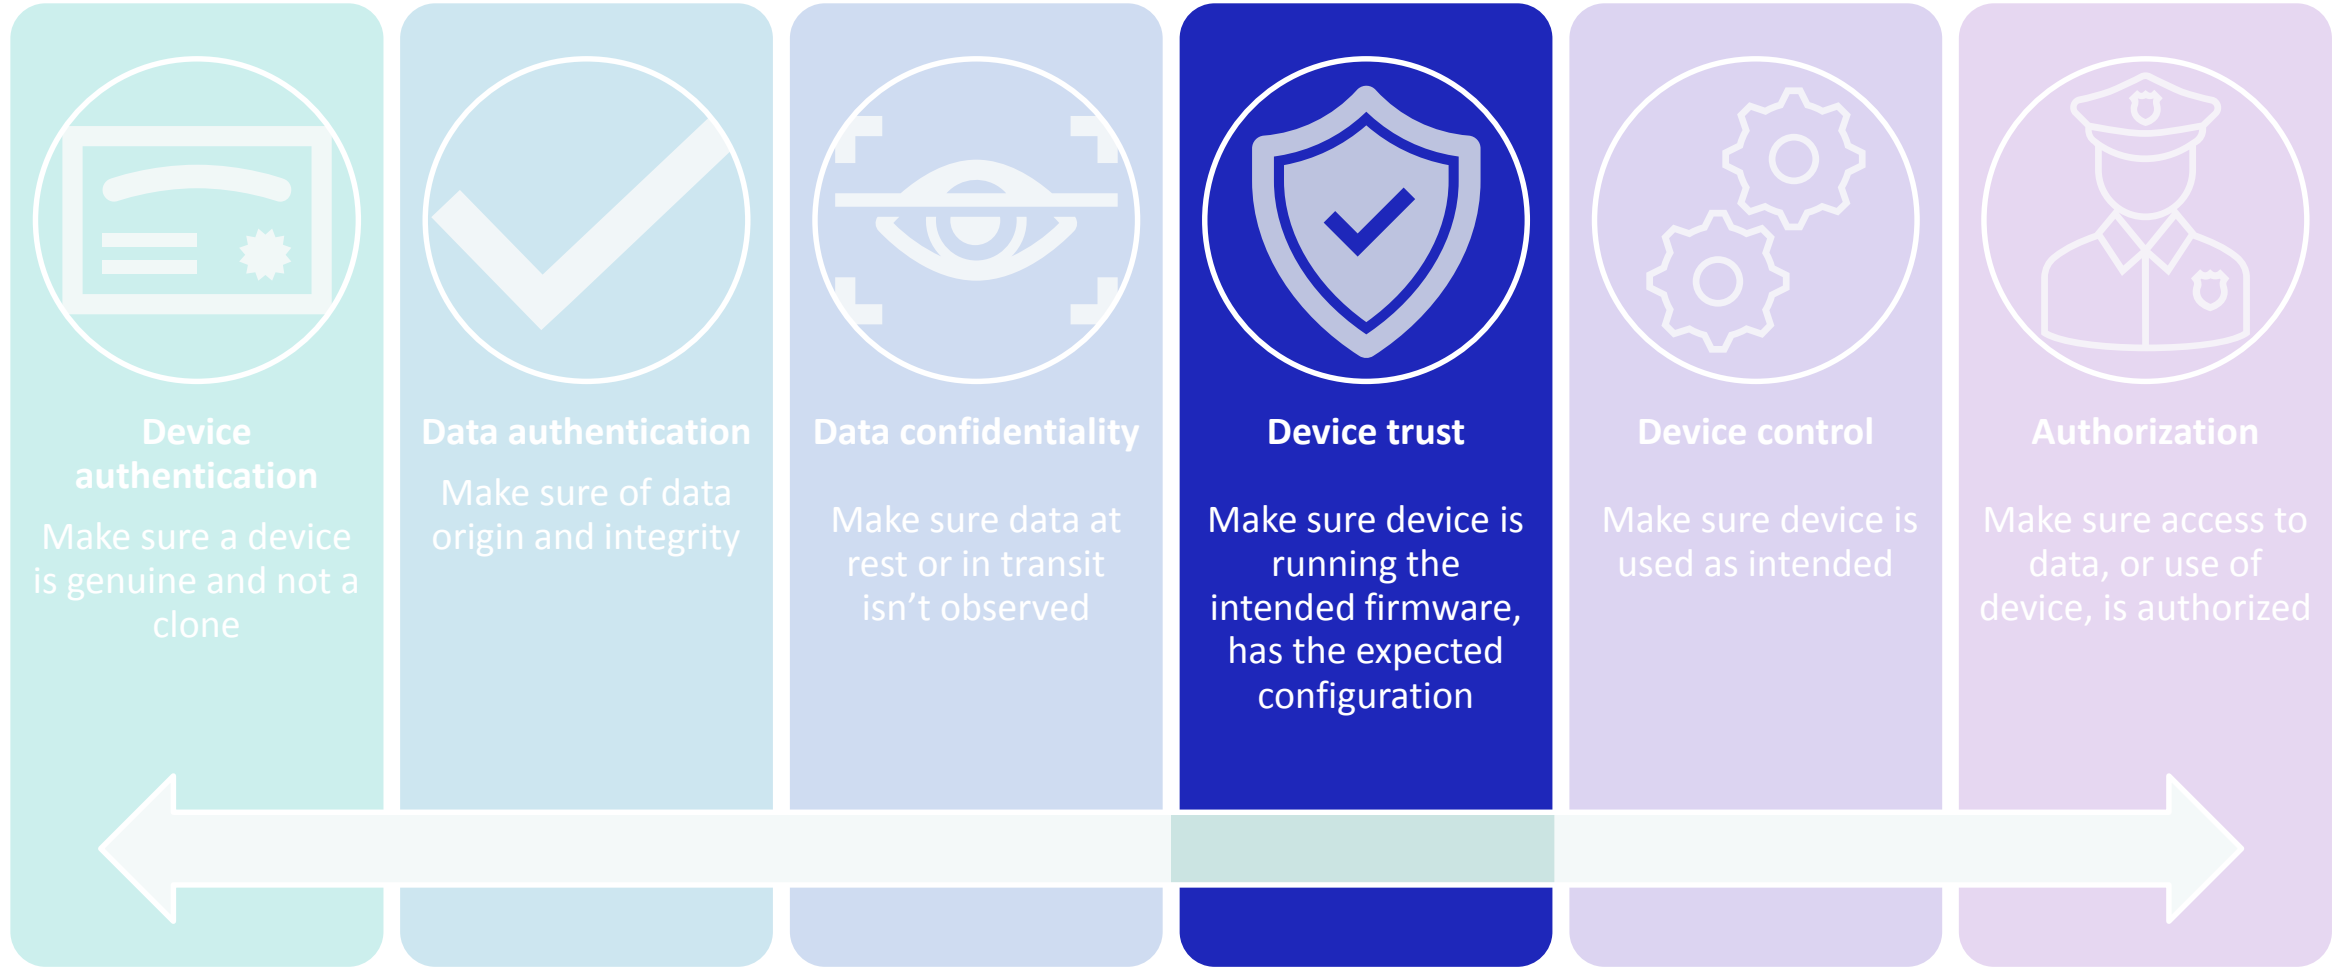 Device
authentication
Make sure a device
is genuine and not a
clone
Data authentication
Make sure of data
origin and integrity
Data confidentiality
Make sure data at
rest or in transit
isn’t observed
Device trust
Make sure device is
running the
intended firmware,
has the expected
configuration
Device control
Make sure device is
used as intended
Authorization
Make sure access to
data, or use of
device, is authorized